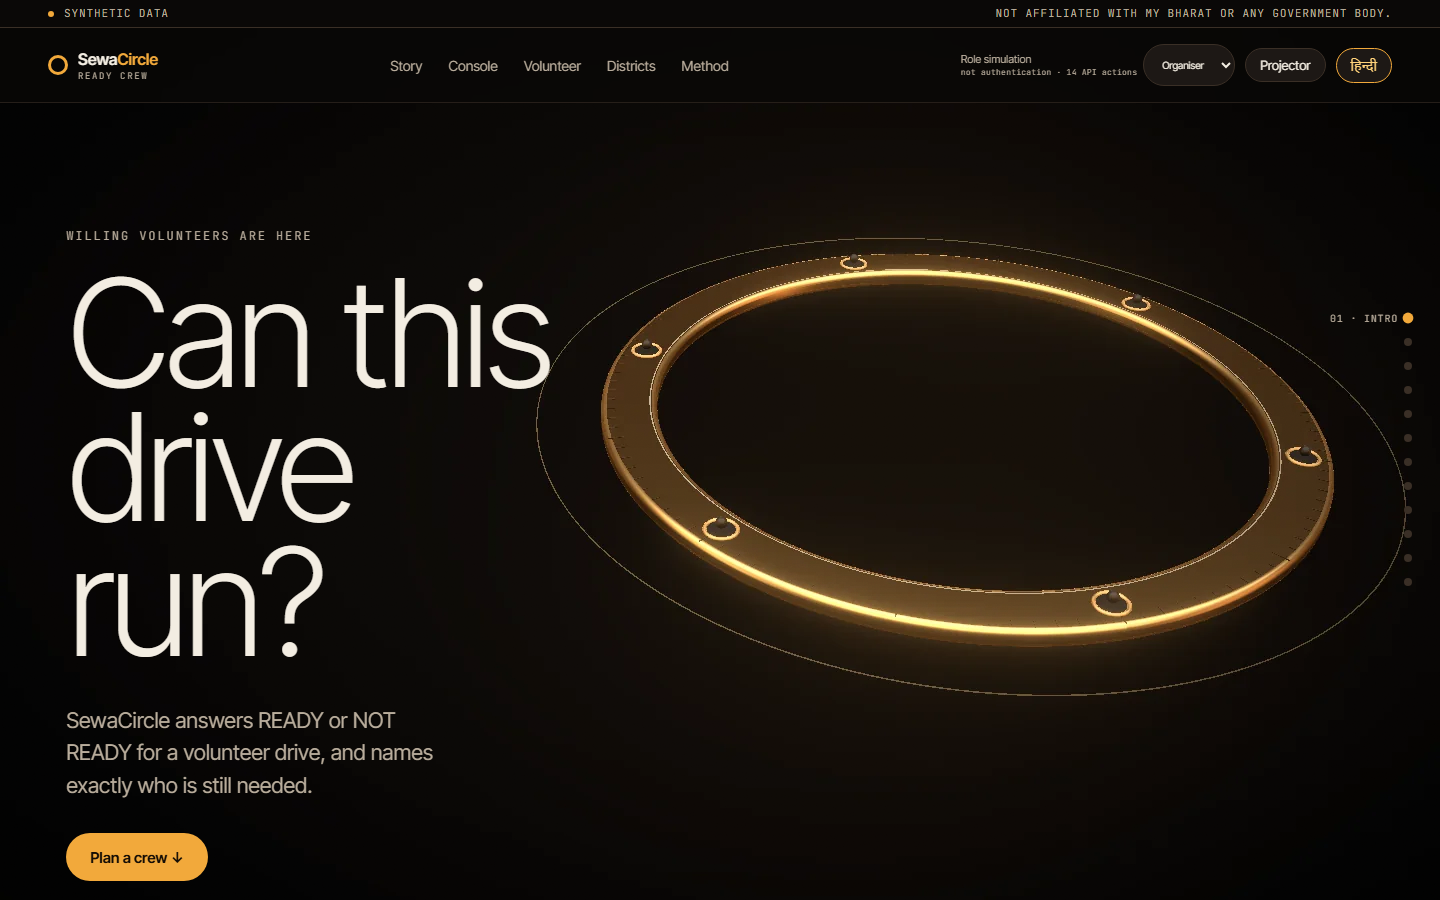 SYNTHETIC DATA
NOT AFFILIATED WITH MY BHARAT OR ANY GOVERNMENT BODY.
SewaCircle
READY CREW
Story
Console
Volunteer
Districts
Method
Role simulation
not authentication · 14 API actions
Organiser
Projector
हिन्दी
WILLING VOLUNTEERS ARE HERE
Can this
drive
run?
01 · INTRO
SewaCircle answers READY or NOT
READY for a volunteer drive, and names
exactly who is still needed.
Plan a crew ↓